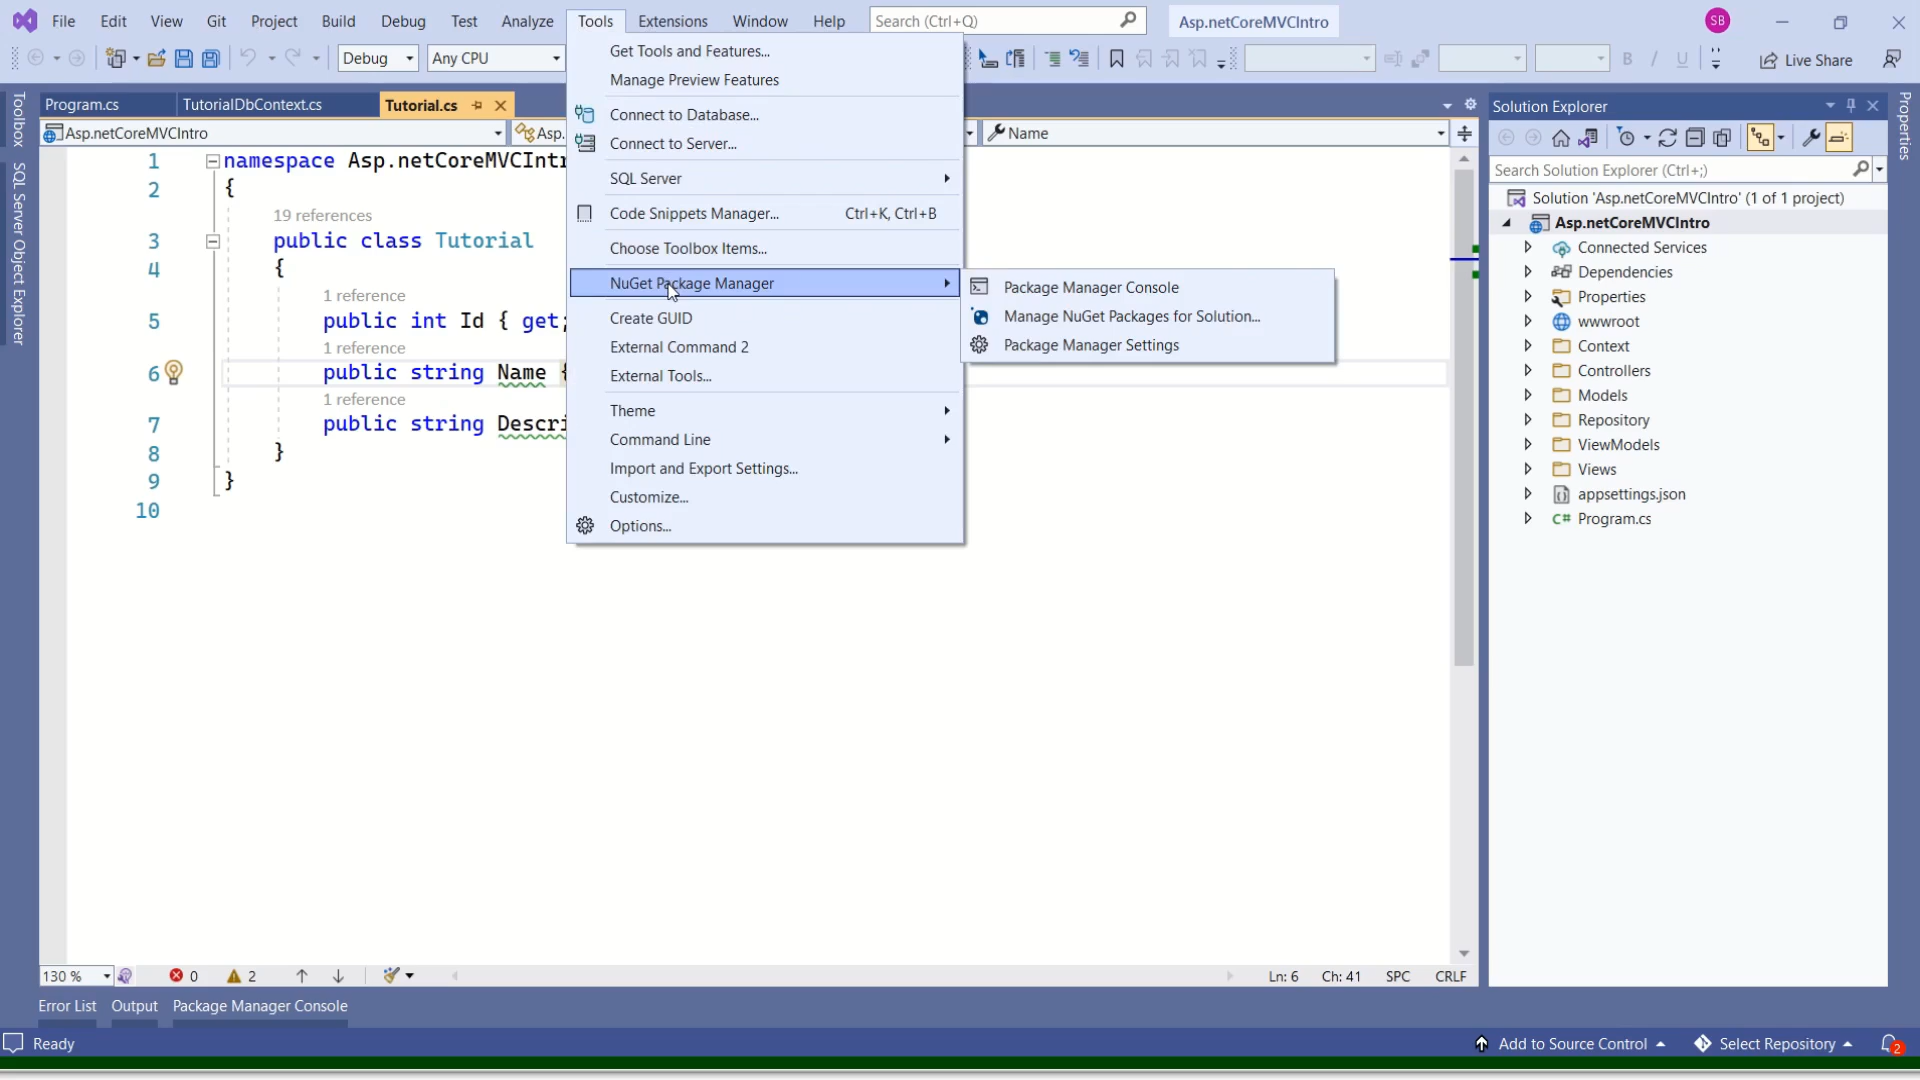 File Edit View Git Project Build Debug Test Analyze Tools Extensions Window Help Search (Ctrl+Q) Asp.netCoreMVCIntro SB
Debug Any CPU Live Share
Toolbox
SQL Server Object Explorer
Program.cs TutorialDbContext.cs Tutorial.cs
Asp.netCoreMVCIntro Asp. Name
1 namespace Asp.netCoreMVCIntr
2 {
19 references
3 public class Tutorial
4 {
1 reference
5 public int Id { get;
1 reference
6 public string Name {
1 reference
7 public string Descri
8 }
9 }
10
Get Tools and Features...
Manage Preview Features
Connect to Database...
Connect to Server...
SQL Server
Code Snippets Manager... Ctrl+K, Ctrl+B
Choose Toolbox Items...
NuGet Package Manager
Create GUID
External Command 2
External Tools...
Theme
Command Line
Import and Export Settings...
Customize...
Options...
Package Manager Console
Manage NuGet Packages for Solution...
Package Manager Settings
Solution Explorer
Search Solution Explorer (Ctrl+;)
Solution 'Asp.netCoreMVCIntro' (1 of 1 project)
Asp.netCoreMVCIntro
Connected Services
Dependencies
Properties
wwwroot
Context
Controllers
Models
Repository
ViewModels
Views
appsettings.json
C# Program.cs
Properties
130 % 0 2 Ln: 6 Ch: 41 SPC CRLF
Error List Output Package Manager Console
Ready Add to Source Control Select Repository 2